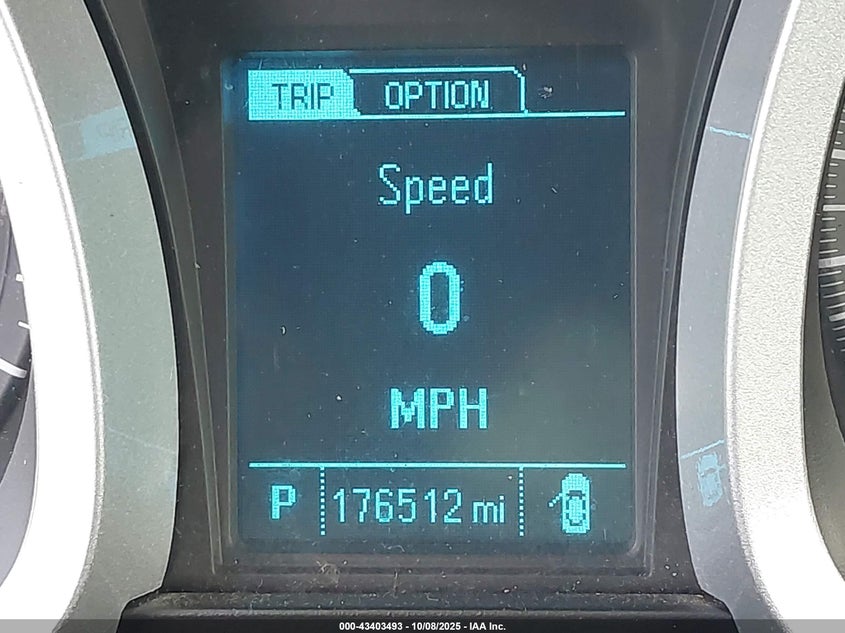 TRIP OPTION
Speed
0
MPH
P 176512 mi
000-43403493 - 10/08/2025 - IAA Inc.